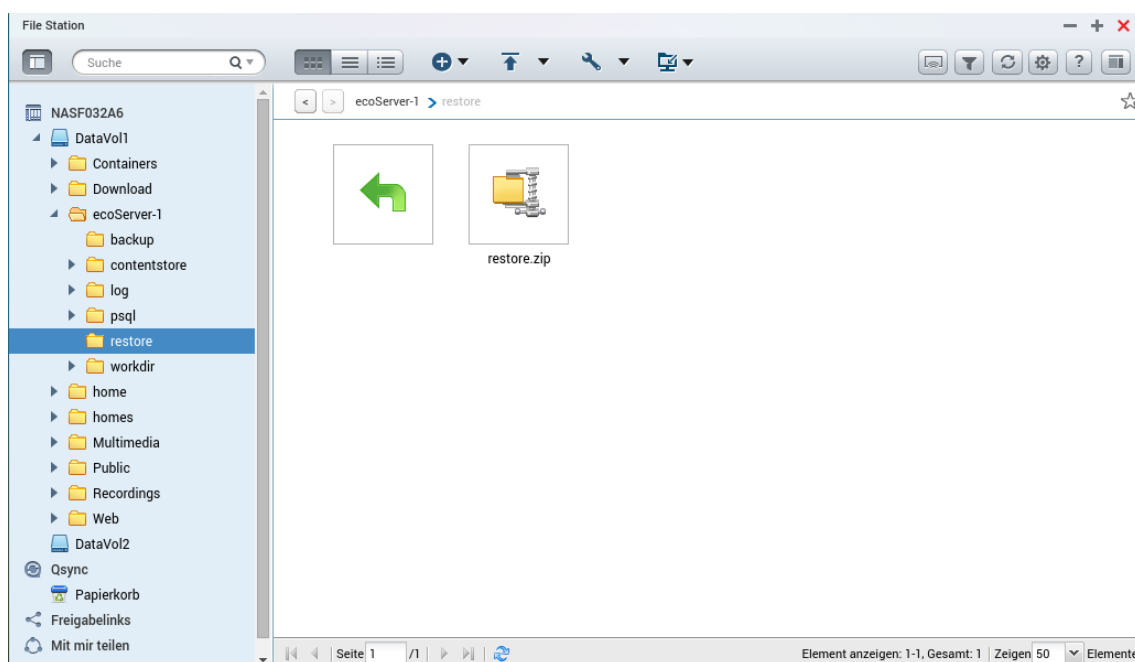 File Station
Suche
NASF032A6
DataVol1
Containers
Download
ecoServer-1
backup
contentstore
log
psql
restore
workdir
home
homes
Multimedia
Public
Recordings
Web
DataVol2
Qsync
Papierkorb
Freigabelinks
Mit mir teilen
ecoServer-1 restore
restore.zip
Seite 1 /1
Element anzeigen: 1-1, Gesamt: 1 Zeigen 50 Elemente